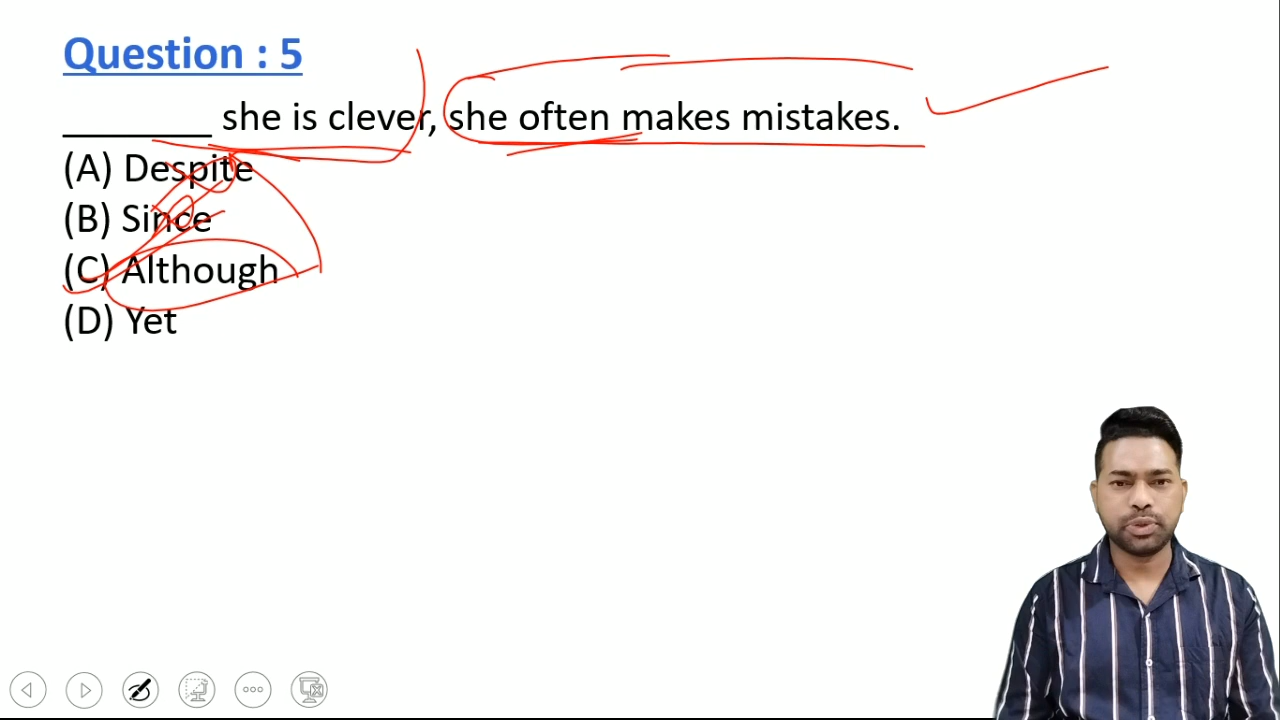 Question : 5
________ she is clever, she often makes mistakes.
(A) Despite
(B) Since
(C) Although
(D) Yet